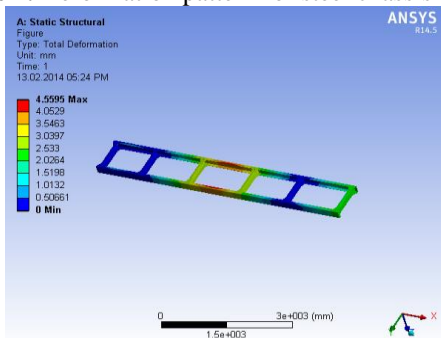 A: Static Structural
Figure
Type: Total Deformation
Unit: mm
Time: 1
13.02.2014 05:24 PM
ANSYS
R14.5
4.5595 Max
4.0529
3.5463
3.0397
2.533
2.0264
1.5198
1.0132
0.50661
0 Min
0
3e+003 (mm)
1.5e+003
X